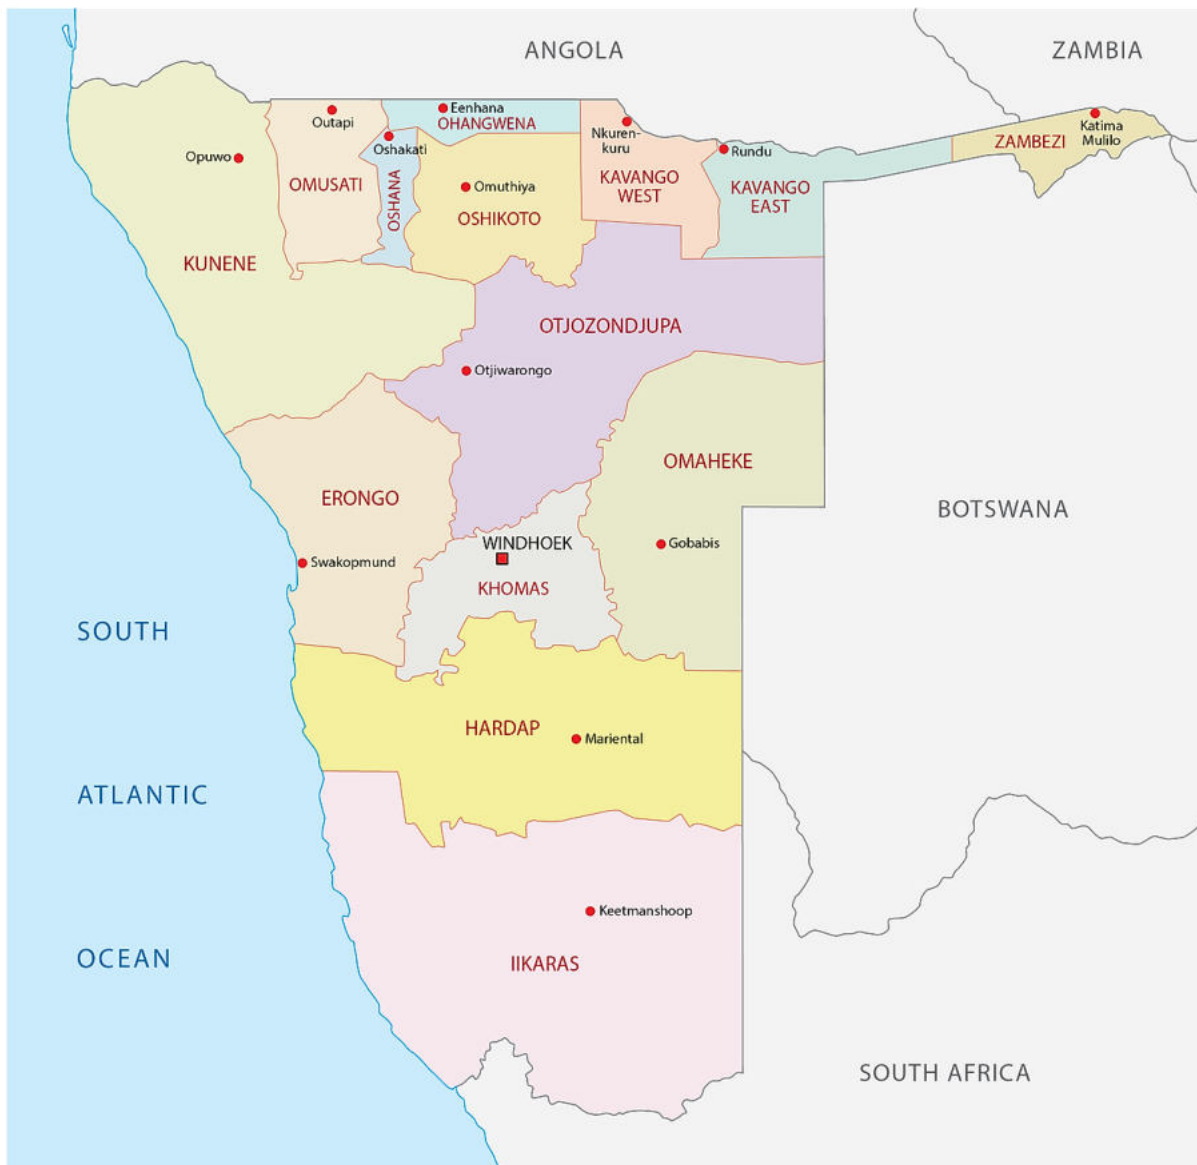 ANGOLA
ZAMBIA
Eenhana
OHANGWENA
Outapi
Oshakati
Nkuren-
kuru
Rundu
Katima
Mulilo
ZAMBEZI
Opuwo
OMUSATI
OSHANA
Omuthiya
OSHIKOTO
KAVANGO
WEST
KAVANGO
EAST
KUNENE
OTJOZONDJUPA
Otjiwarongo
OMAHEKE
ERONGO
BOTSWANA
WINDHOEK
Gobabis
Swakopmund
KHOMAS
SOUTH
HARDAP
Mariental
ATLANTIC
Keetmanshoop
OCEAN
IIKARAS
SOUTH AFRICA